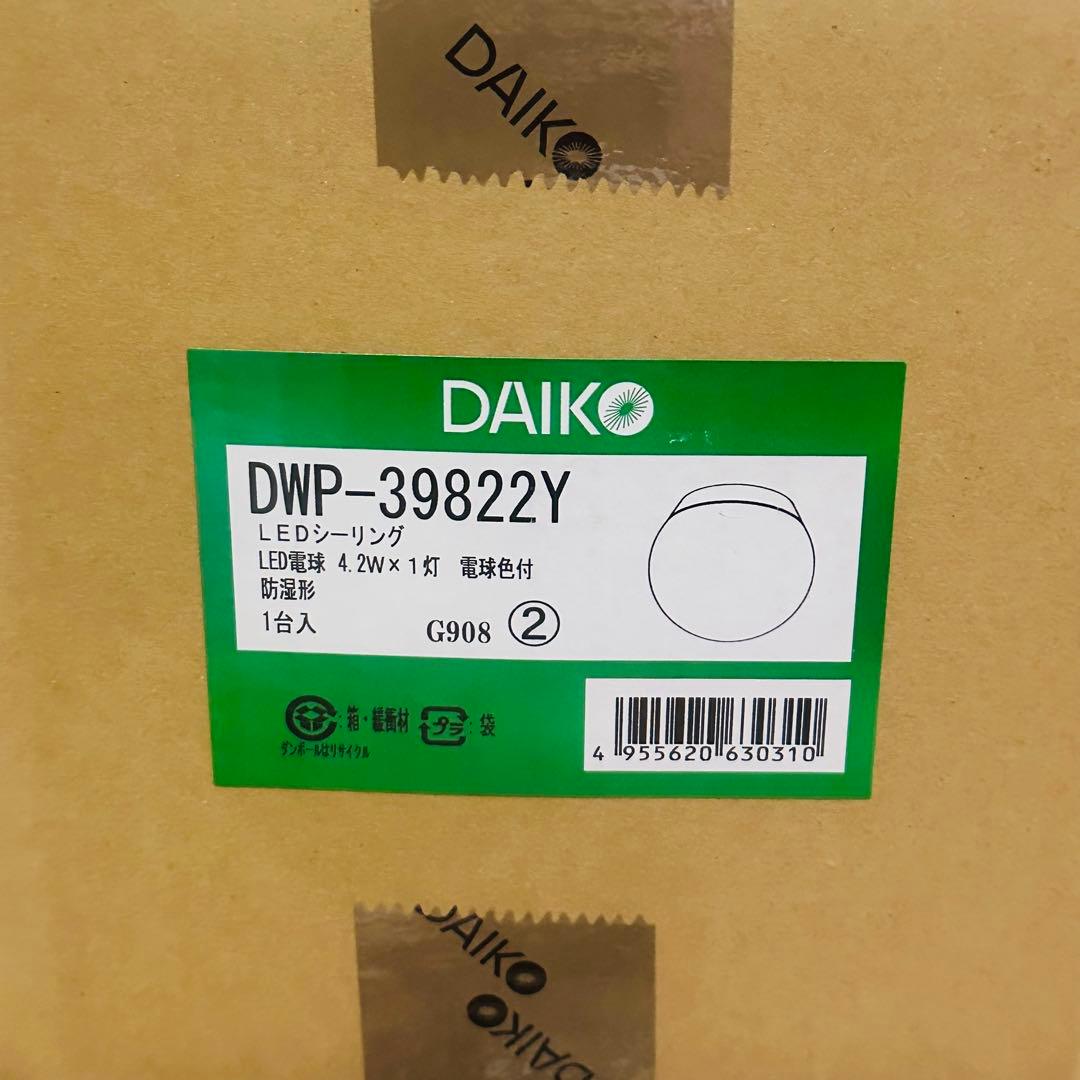 DAIKO
DAIKO
DWP-39822Y
LEDシーリング
LED電球 4.2W×1灯 電球色付
防湿形
1台入 G908 ②
:箱・緩衝材 プラ:袋
ダンボールはリサイクル
4 955620 630310
DAIKO
DAIKO